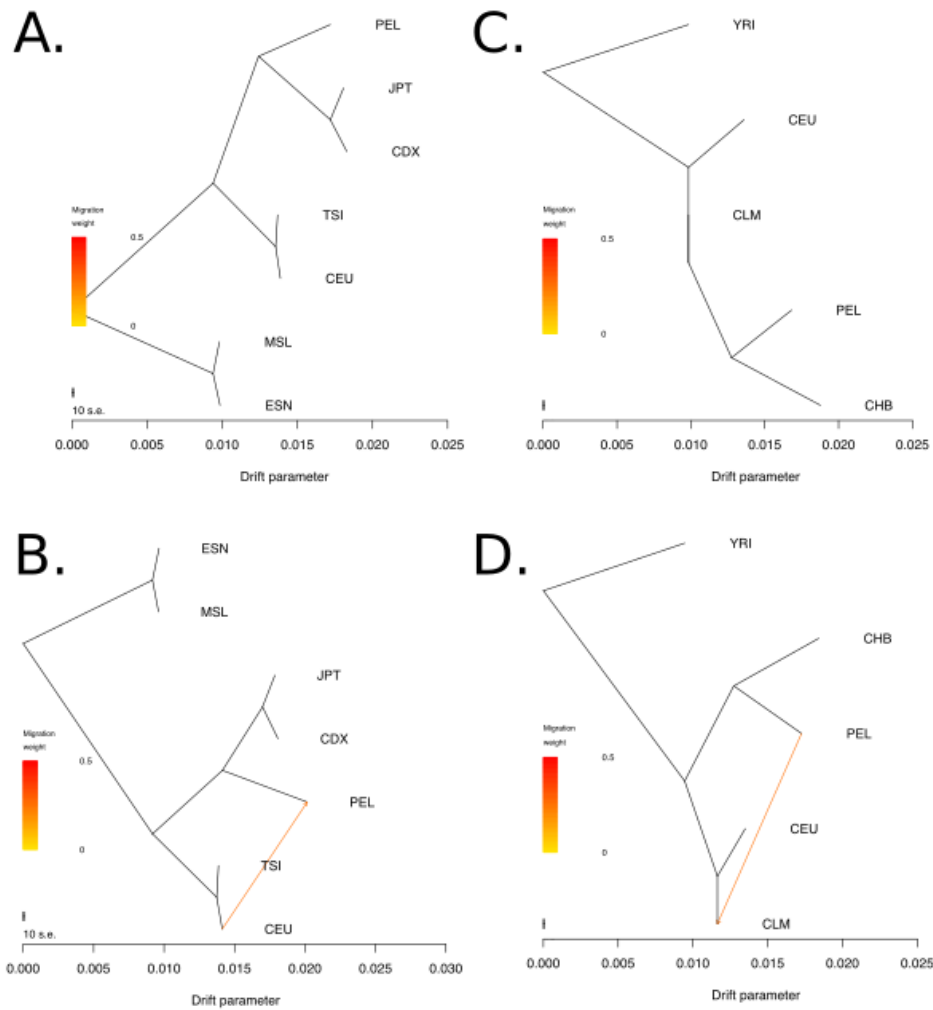 A.
PEL
JPT
CDX
TSI
CEU
MSL
ESN
Migration
weight
0.5
0
10 s.e.
0.000 0.005 0.010 0.015 0.020 0.025
Drift parameter
C.
YRI
CEU
CLM
PEL
CHB
Migration
weight
0.5
0
0.000 0.005 0.010 0.015 0.020 0.025
Drift parameter
B.
ESN
MSL
JPT
CDX
PEL
TSI
CEU
Migration
weight
0.5
0
10 s.e.
0.000 0.005 0.010 0.015 0.020 0.025 0.030
Drift parameter
D.
YRI
CHB
PEL
CEU
CLM
Migration
weight
0.5
0
0.000 0.005 0.010 0.015 0.020 0.025
Drift parameter